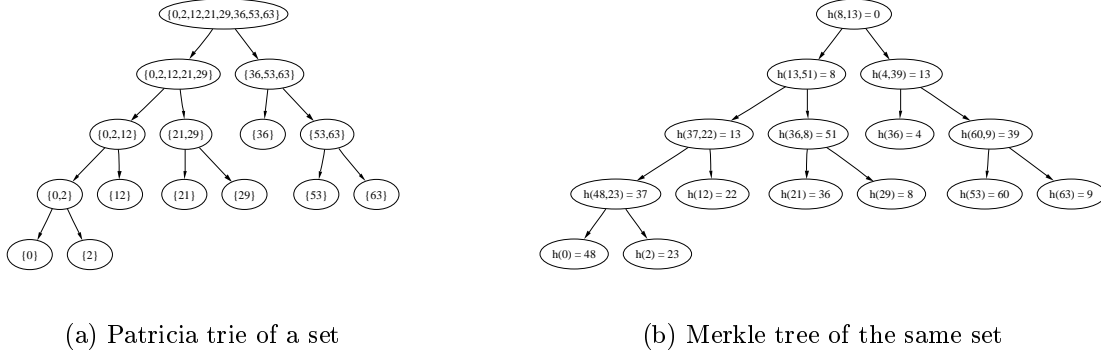 {0,2,12,21,29,36,53,63}
{0,2,12,21,29}
{36,53,63}
{0,2,12}
{21,29}
{36}
{53,63}
{0,2}
{12}
{21}
{29}
{53}
{63}
{0}
{2}
(a) Patricia trie of a set
h(8,13) = 0
h(13,51) = 8
h(4,39) = 13
h(37,22) = 13
h(36,8) = 51
h(36) = 4
h(60,9) = 39
h(48,23) = 37
h(12) = 22
h(21) = 36
h(29) = 8
h(53) = 60
h(63) = 9
h(0) = 48
h(2) = 23
(b) Merkle tree of the same set